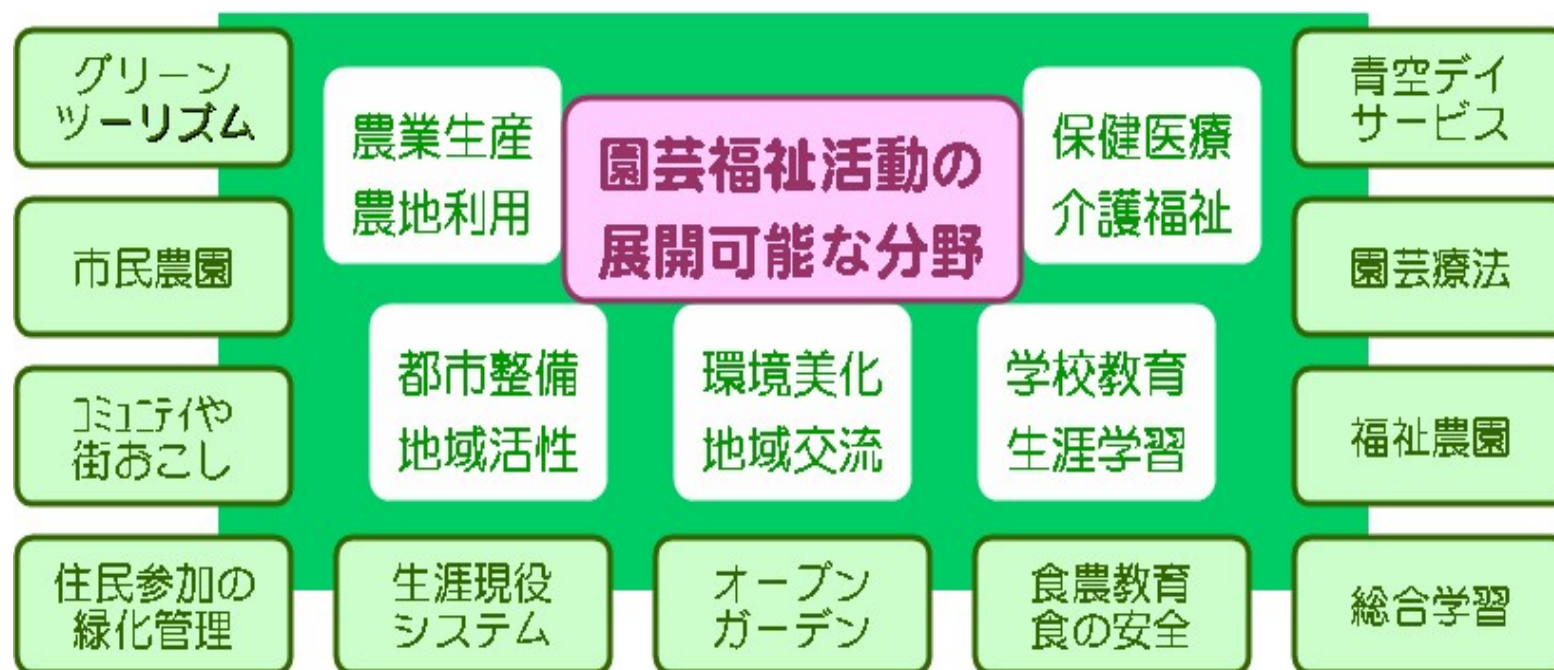 園芸福祉活動の
展開可能な分野
農業生産
農地利用
保健医療
介護福祉
都市整備
地域活性
環境美化
地域交流
学校教育
生涯学習
グリーン
ツーリズム
市民農園
ｺﾐｭﾆﾃｨや
街おこし
住民参加の
緑化管理
生涯現役
システム
オープン
ガーデン
食農教育
食の安全
青空デイ
サービス
園芸療法
福祉農園
総合学習